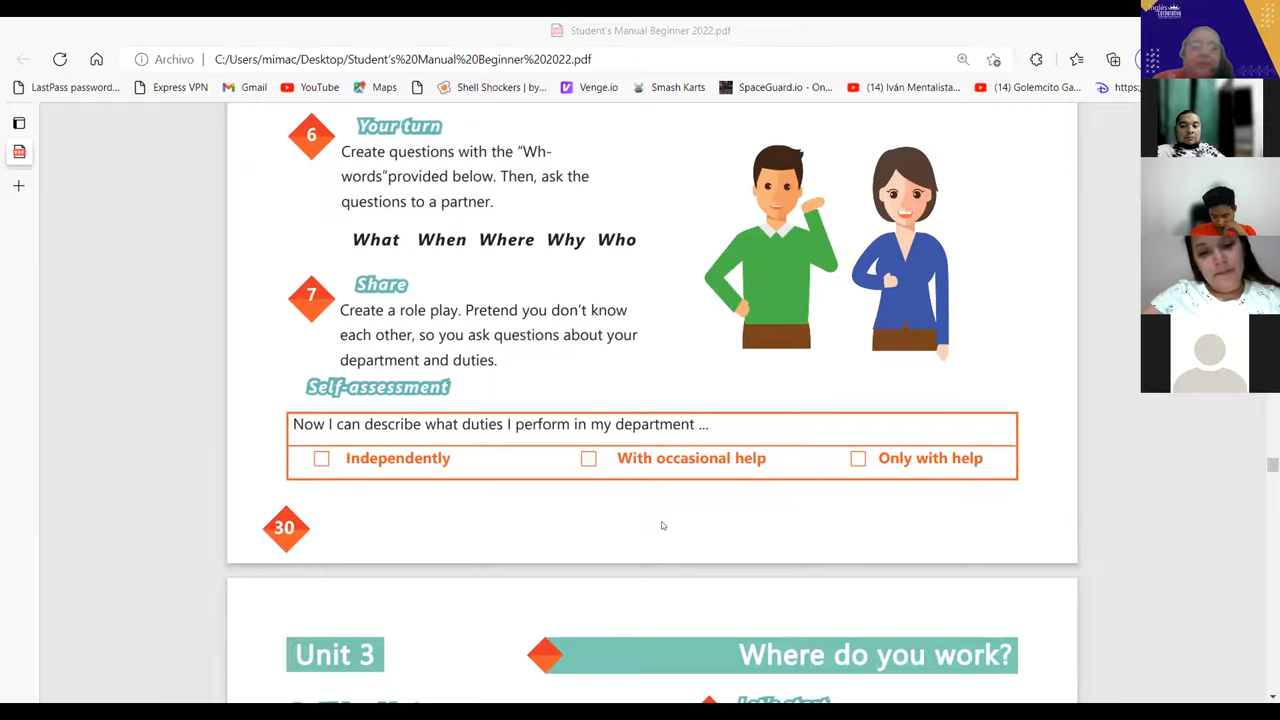 Student's Manual Beginner 2022.pdf
Archivo
C:/Users/mimac/Desktop/Student's%20Manual%20Beginner%202022.pdf
LastPass password...
Express VPN
Gmail
YouTube
Maps
Shell Shockers | by...
Venge.io
Smash Karts
SpaceGuard.io - On...
(14) Iván Mentalista...
(14) Golemcito Ga...
https:
Inglés
Corporativo
6
Your turn
Create questions with the "Wh-
words"provided below. Then, ask the
questions to a partner.
What When Where Why Who
7
Share
Create a role play. Pretend you don't know
each other, so you ask questions about your
department and duties.
Self-assessment
Now I can describe what duties I perform in my department ...
Independently
With occasional help
Only with help
30
Unit 3
Where do you work?
Let's start